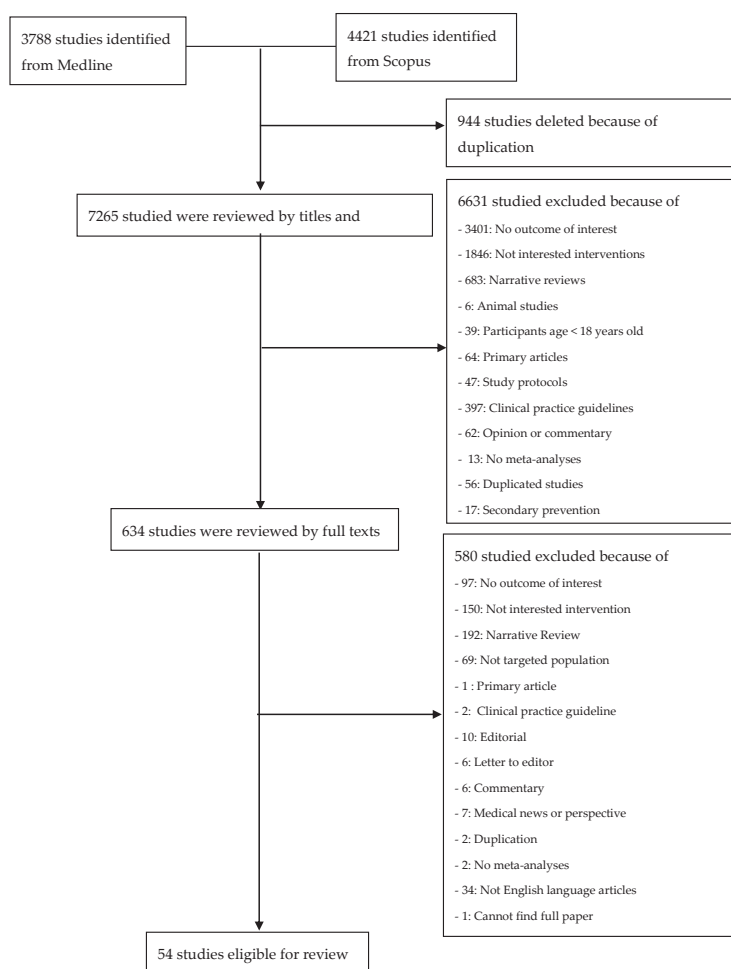 3788 studies identified
from Medline
4421 studies identified
from Scopus
944 studies deleted because of
duplication
7265 studied were reviewed by titles and
6631 studied excluded because of
- 3401: No outcome of interest
- 1846: Not interested interventions
- 683: Narrative reviews
- 6: Animal studies
- 39: Participants age < 18 years old
- 64: Primary articles
- 47: Study protocols
- 397: Clinical practice guidelines
- 62: Opinion or commentary
- 13: No meta-analyses
- 56: Duplicated studies
- 17: Secondary prevention
634 studies were reviewed by full texts
580 studied excluded because of
- 97: No outcome of interest
- 150: Not interested intervention
- 192: Narrative Review
- 69: Not targeted population
- 1 : Primary article
- 2: Clinical practice guideline
- 10: Editorial
- 6: Letter to editor
- 6: Commentary
- 7: Medical news or perspective
- 2: Duplication
- 2: No meta-analyses
- 34: Not English language articles
- 1: Cannot find full paper
54 studies eligible for review